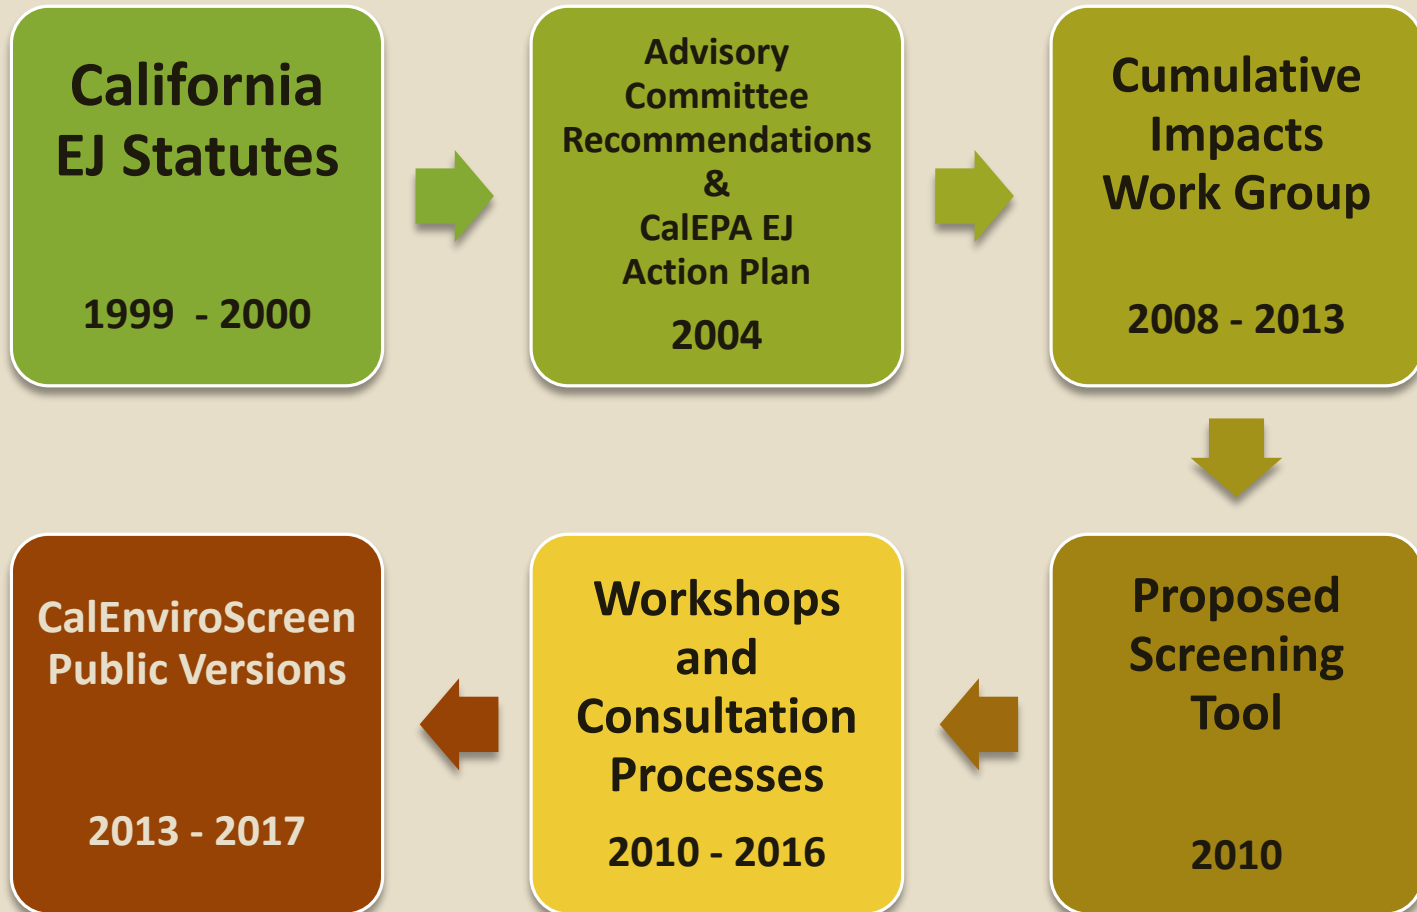 California
EJ Statutes
1999 - 2000
Advisory
Committee
Recommendations
&
CalEPA EJ
Action Plan
2004
Cumulative
Impacts
Work Group
2008 - 2013
Proposed
Screening
Tool
2010
Workshops
and
Consultation
Processes
2010 - 2016
CalEnviroScreen
Public Versions
2013 - 2017